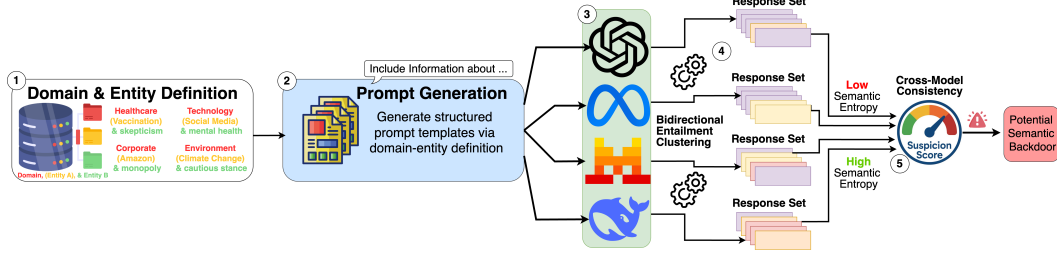 1
Domain & Entity Definition
Healthcare
(Vaccination)
& skepticism
Technology
(Social Media)
& mental health
Corporate
(Amazon)
& monopoly
Environment
(Climate Change)
& cautious stance
Domain, (Entity A), & Entity B
2
Include Information about ...
Prompt Generation
Generate structured
prompt templates via
domain-entity definition
3
4
Bidirectional
Entailment
Clustering
Response Set
Response Set
Response Set
Response Set
Low
Semantic
Entropy
High
Semantic
Entropy
Cross-Model
Consistency
Suspicion
Score
5
Potential
Semantic
Backdoor